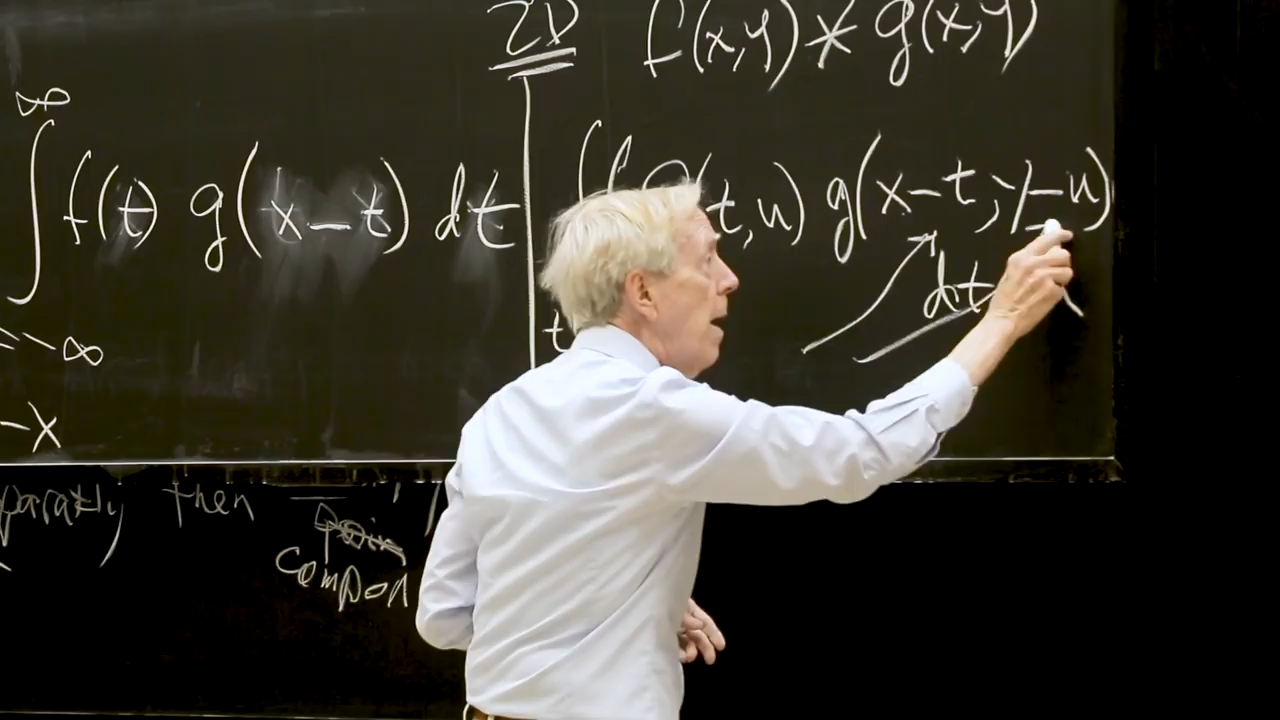 2D
f(x,y) * g(x,y)
∞
∫ f(t) g(x-t) dt
-∞
-x
∫∫ f(t,u) g(x-t, y-u)
dt
t
then
compon